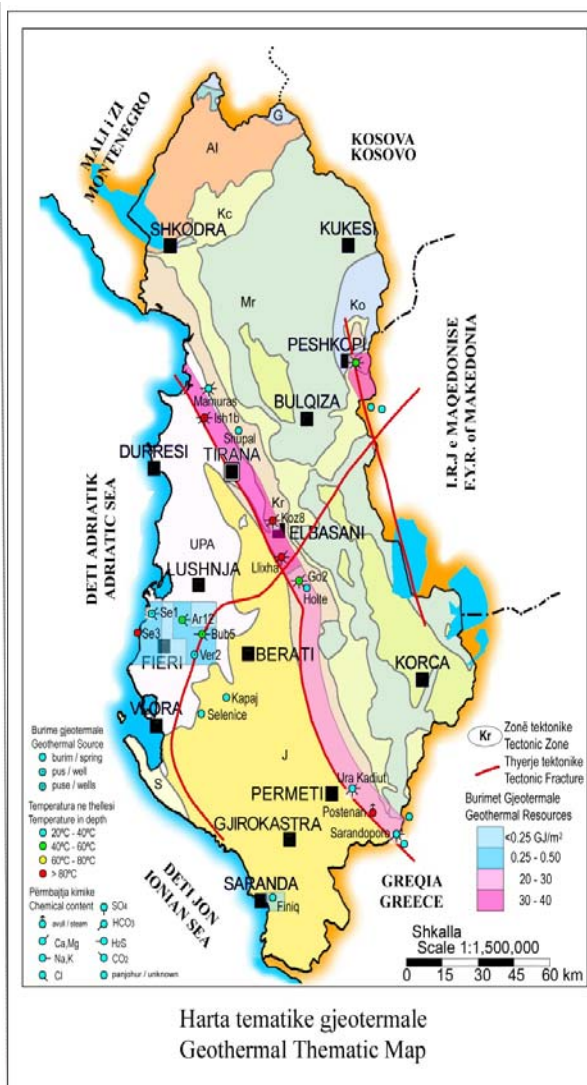 G
MALI i ZI
MONTENEGRO
KOSOVA
KOSOVO
Al
Kc
SHKODRA
KUKESI
Mr
Ko
PESHKOPI
Mamuras
Ish1b
BULQIZA
Shupal
TIRANA
DURRESI
I.R.J e MAQEDONISE
F.Y.R. of MAKEDONIA
Kr
Koz8
ELBASANI
DETI ADRIATIK
ADRIATIC SEA
UPA
Llixha
LUSHNJA
Go2
Holte
Se1
Ar12
Se3
Bub5
FIERI
Ver2
BERATI
KORCA
Kapaj
VLORA
Selenice
J
S
Ura Kadiut
PERMETI
Postenan
GJIROKASTRA
Sarandoporo
DETI JON
IONIAN SEA
SARANDA
Finiq
GREQIA
GREECE
Burime gjeotermale
Geothermal Source
burim / spring
pus / well
puse / wells
Temperatura ne thellesi
Temperature in depth
20ºC - 40ºC
40ºC - 60ºC
60ºC - 80ºC
> 80ºC
Përmbajtja kimike
Chemical content
avull / steam
Ca,Mg
Na,K
Cl
SO4
HCO3
H2S
CO2
panjohur / unknown
Kr
Zonë tektonike
Tectonic Zone
Thyerje tektonike
Tectonic Fracture
Burimet Gjeotermale
Geothermal Resources
<0.25 GJ/m²
0.25 - 0.50
20 - 30
30 - 40
Shkalla
Scale 1:1,500,000
0 15 30 45 60 km
Harta tematike gjeotermale
Geothermal Thematic Map